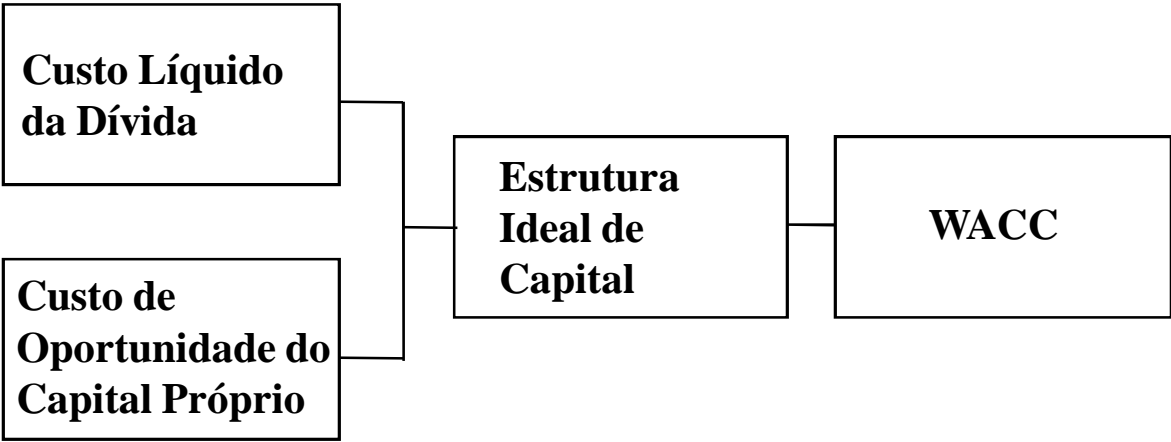 Custo Líquido
da Dívida
Custo de
Oportunidade do
Capital Próprio
Estrutura
Ideal de
Capital
WACC